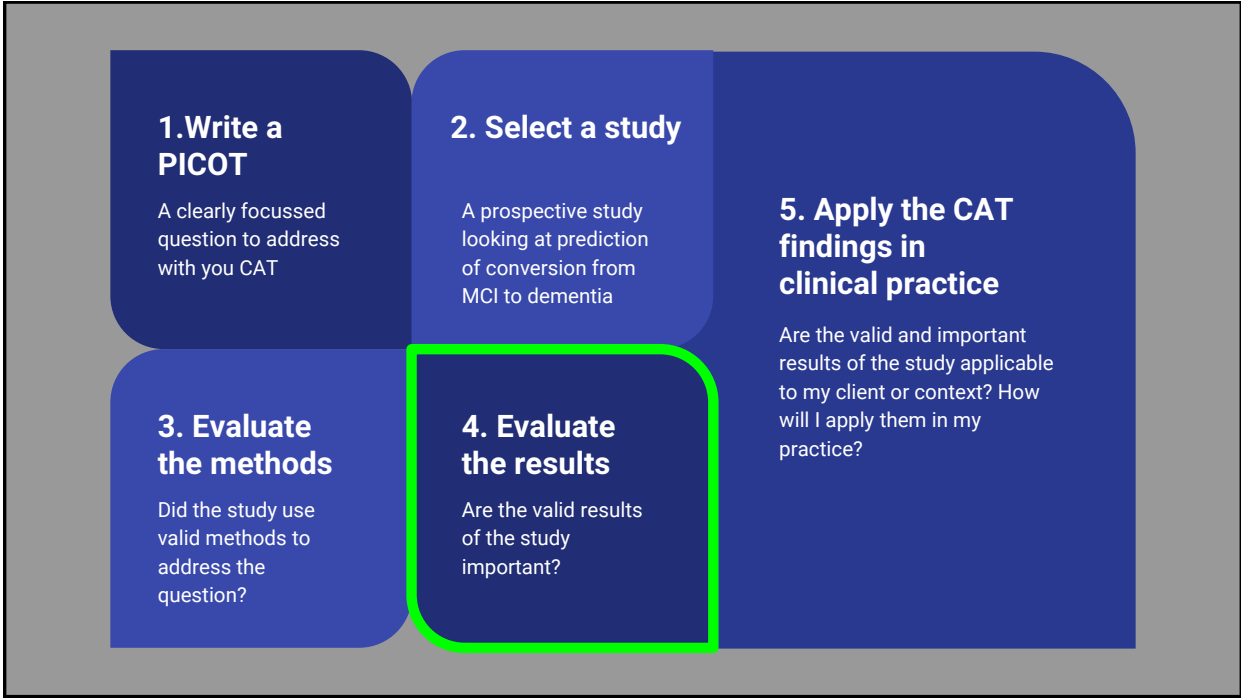 1.Write a
PICOT
A clearly focussed
question to address
with you CAT
2. Select a study
A prospective study
looking at prediction
of conversion from
MCI to dementia
3. Evaluate
the methods
Did the study use
valid methods to
address the
question?
4. Evaluate
the results
Are the valid results
of the study
important?
5. Apply the CAT
findings in
clinical practice
Are the valid and important
results of the study applicable
to my client or context? How
will I apply them in my
practice?